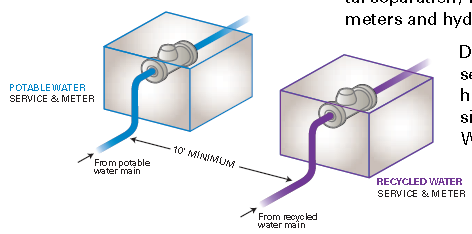 tal separation,
meters and hyd
D
se
h
si
W
POTABLE WATER
SERVICE & METER
10' MINIMUM
From potable
water main
RECYCLED WATER
SERVICE & METER
From recycled
water main